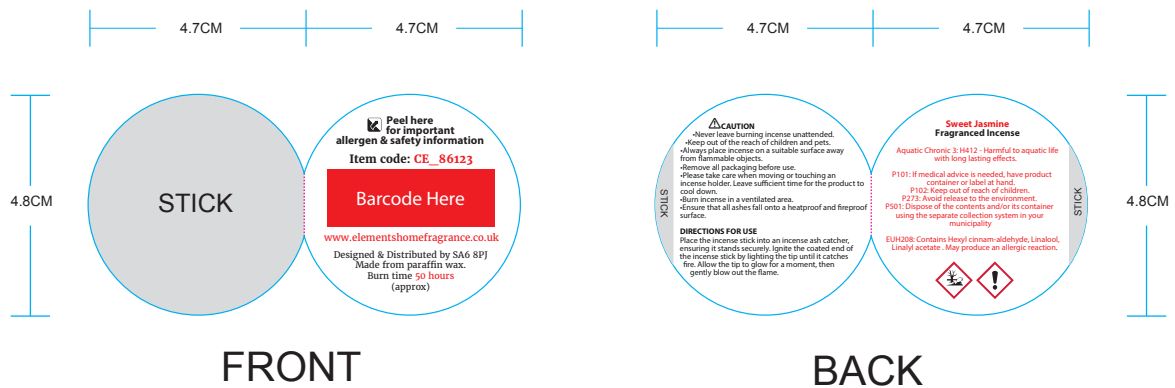 4.7CM
4.7CM
4.8CM
STICK
Peel here
for important
allergen & safety information
Item code: CE_86123
Barcode Here
www.elementshomefragrance.co.uk
Designed & Distributed by SA6 8PJ
Made from paraffin wax.
Burn time 50 hours
(approx)
FRONT
4.7CM
4.7CM
4.8CM
STICK
CAUTION
•Never leave burning incense unattended.
•Keep out of the reach of children and pets.
•Always place incense on a suitable surface away
from flammable objects.
•Remove all packaging before use.
•Please take care when moving or touching an
incense holder. Leave sufficient time for the product to
cool down.
•Burn incense in a ventilated area.
•Ensure that all ashes fall onto a heatproof and fireproof
surface.
DIRECTIONS FOR USE
Place the incense stick into an incense ash catcher,
ensuring it stands securely. Ignite the coated end of
the incense stick by lighting the tip until it catches
fire. Allow the tip to glow for a moment, then
gently blow out the flame.
Sweet Jasmine
Fragranced Incense
Aquatic Chronic 3: H412 - Harmful to aquatic life
with long lasting effects.
P101: If medical advice is needed, have product
container or label at hand.
P102: Keep out of reach of children.
P273: Avoid release to the environment.
P501: Dispose of the contents and/or its container
using the separate collection system in your
municipality
EUH208: Contains Hexyl cinnam-aldehyde, Linalool,
Linalyl acetate . May produce an allergic reaction.
STICK
BACK